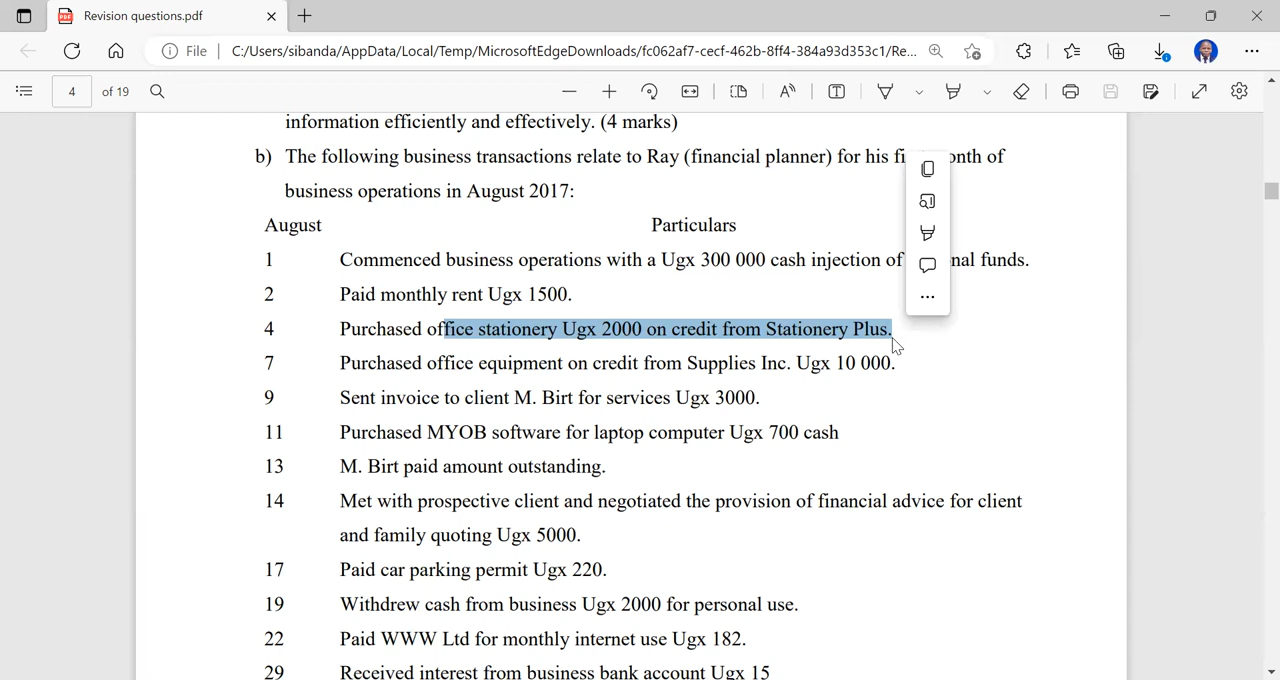 Revision questions.pdf
File
C:/Users/sibanda/AppData/Local/Temp/MicrosoftEdgeDownloads/fc062af7-cecf-462b-8ff4-384a93d353c1/Re...
4 of 19
information efficiently and effectively. (4 marks)
b) The following business transactions relate to Ray (financial planner) for his of
business operations in August 2017:
August Particulars
1 Commenced business operations with a Ugx 300 000 cash injection of funds.
2 Paid monthly rent Ugx 1500.
4 Purchased office stationery Ugx 2000 on credit from Stationery Plus.
7 Purchased office equipment on credit from Supplies Inc. Ugx 10 000.
9 Sent invoice to client M. Birt for services Ugx 3000.
11 Purchased MYOB software for laptop computer Ugx 700 cash
13 M. Birt paid amount outstanding.
14 Met with prospective client and negotiated the provision of financial advice for client
and family quoting Ugx 5000.
17 Paid car parking permit Ugx 220.
19 Withdrew cash from business Ugx 2000 for personal use.
22 Paid WWW Ltd for monthly internet use Ugx 182.
29 Received interest from business bank account Ugx 15